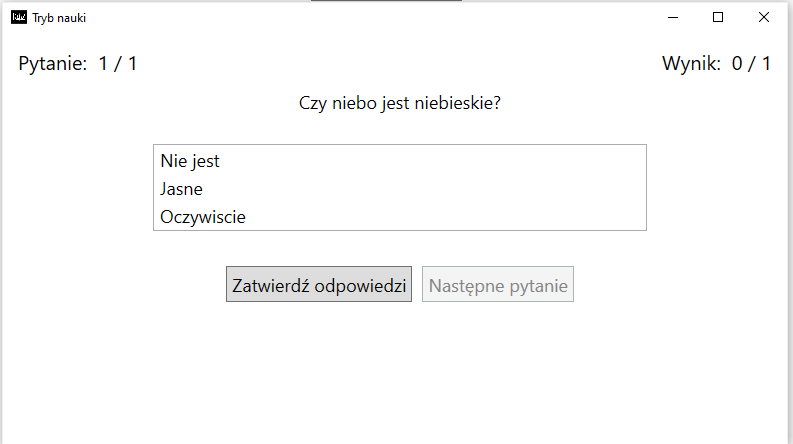 Tryb nauki
Pytanie: 1 / 1
Wynik: 0 / 1
Czy niebo jest niebieskie?
Nie jest
Jasne
Oczywiscie
Zatwierdź odpowiedzi
Następne pytanie